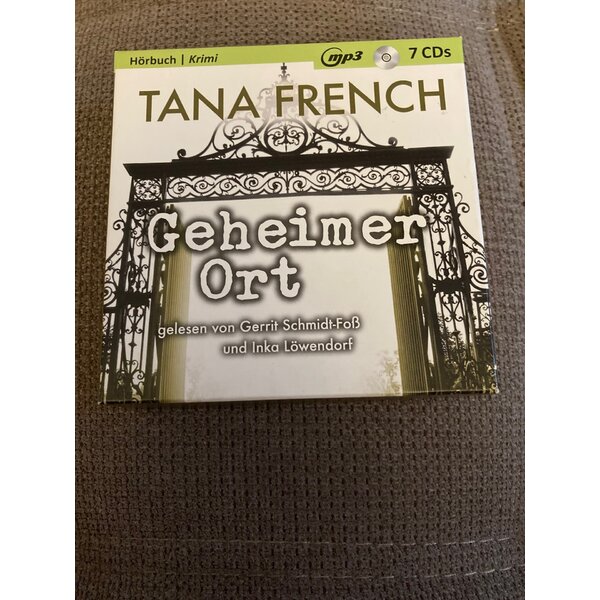 Hörbuch | Krimi mp3 7 CDs
TANA FRENCH
Geheimer
Ort
gelesen von Gerrit Schmidt-Foß
und Inka Löwendorf